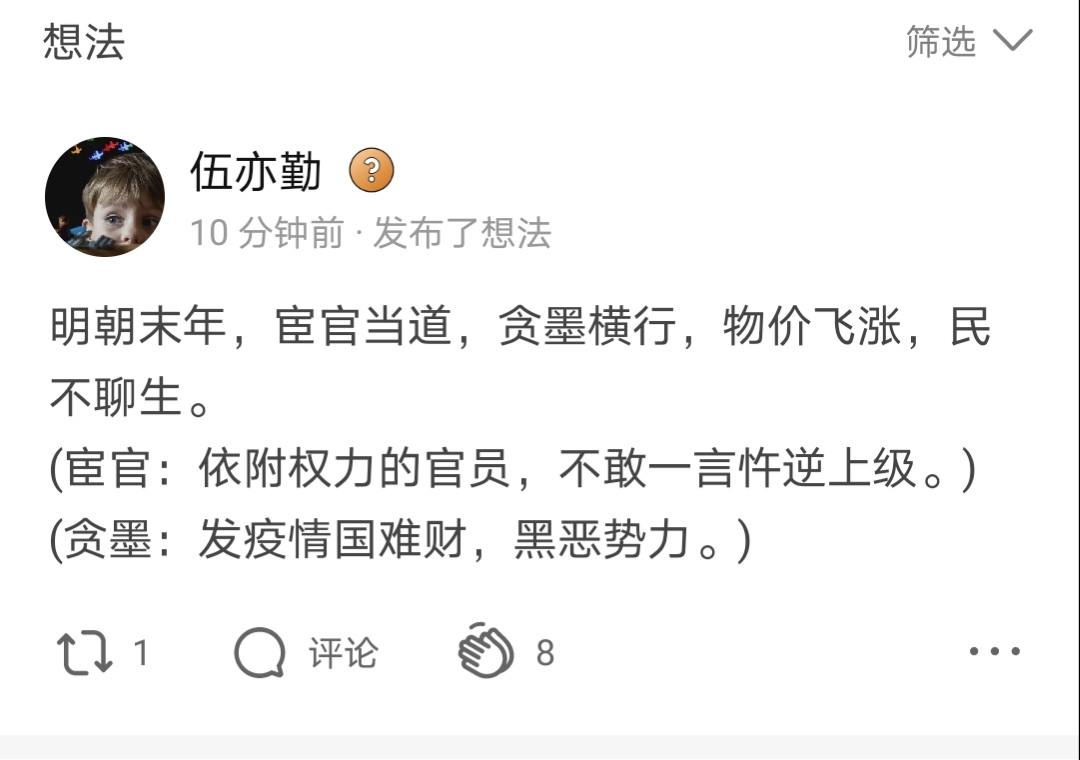 想法
筛选
伍亦勤
10 分钟前 · 发布了想法
明朝末年，宦官当道，贪墨横行，物价飞涨，民
不聊生。
(宦官：依附权力的官员，不敢一言忤逆上级。)
(贪墨：发疫情国难财，黑恶势力。)
1
评论
8